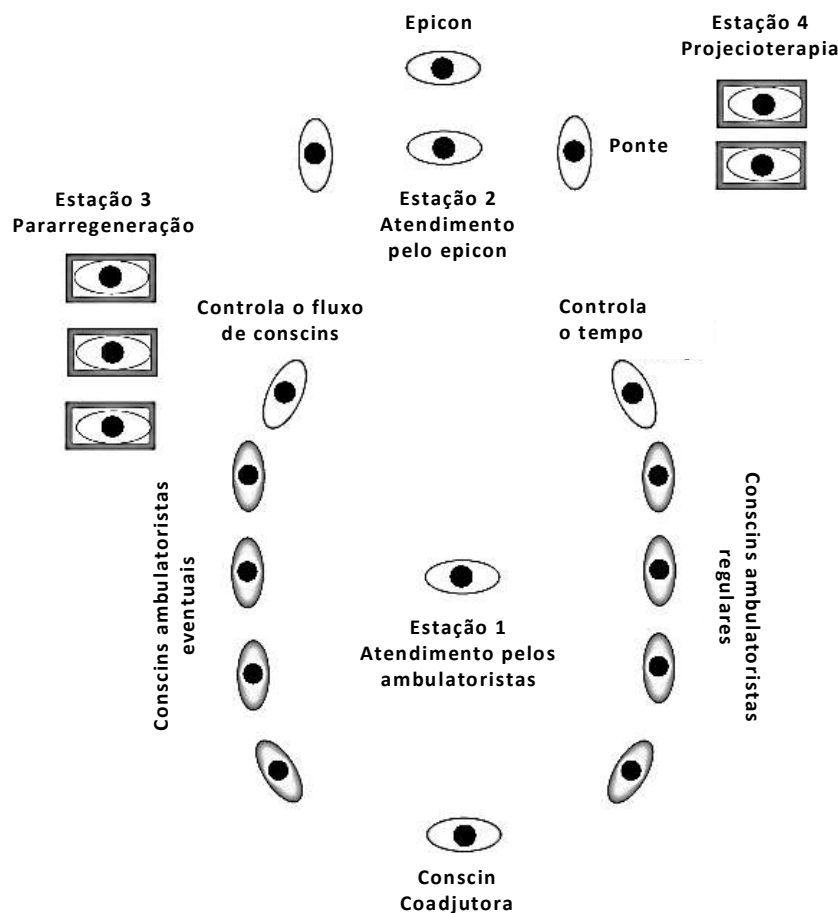 Epicon
Estação 4
Projecioterapia
Ponte
Estação 3
Pararregeneração
Estação 2
Atendimento
pelo epicon
Controla o fluxo
de conscins
Controla
o tempo
Conscins ambulatoristas
eventuais
Conscins ambulatoristas
regulares
Estação 1
Atendimento pelos
ambulatoristas
Conscin
Coadjutora